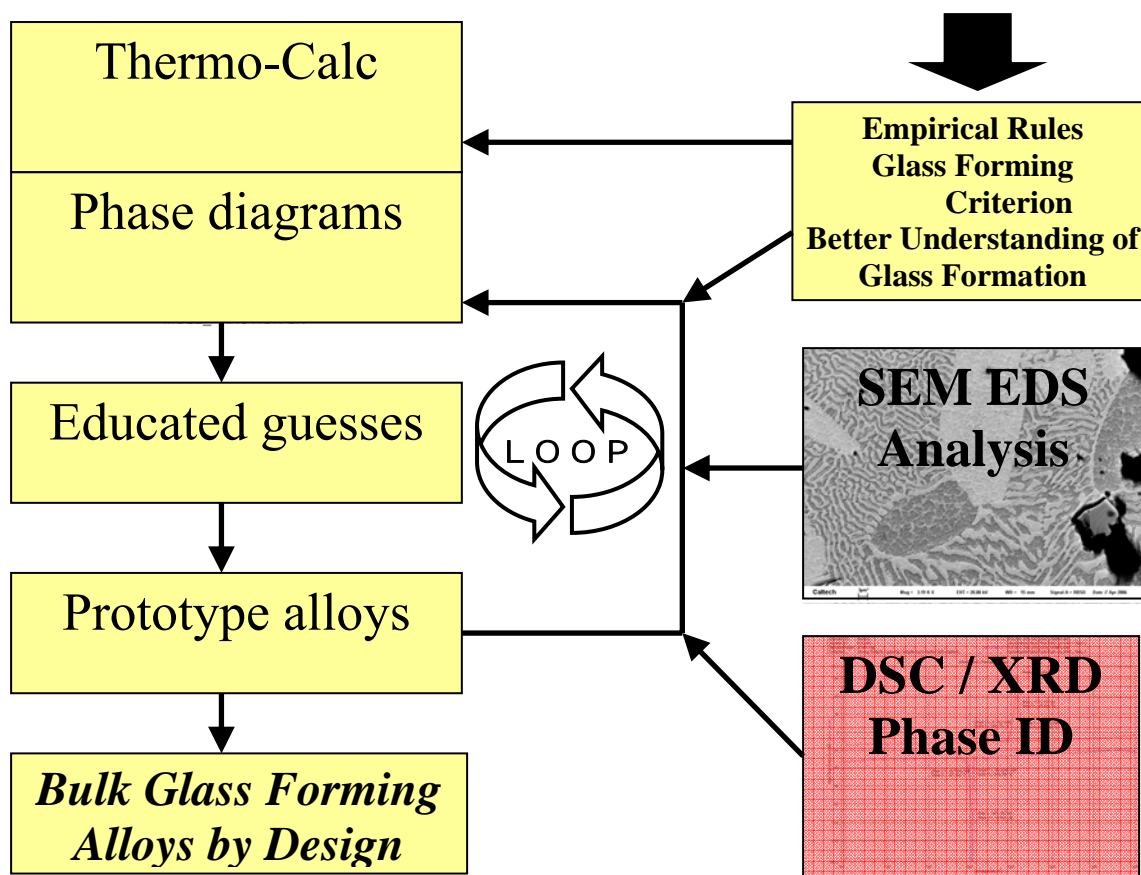 Thermo-Calc
Phase diagrams
Educated guesses
Prototype alloys
Bulk Glass Forming
Alloys by Design
L O O P
Empirical Rules
Glass Forming
Criterion
Better Understanding of
Glass Formation
SEM EDS
Analysis
Caltech
DSC / XRD
Phase ID